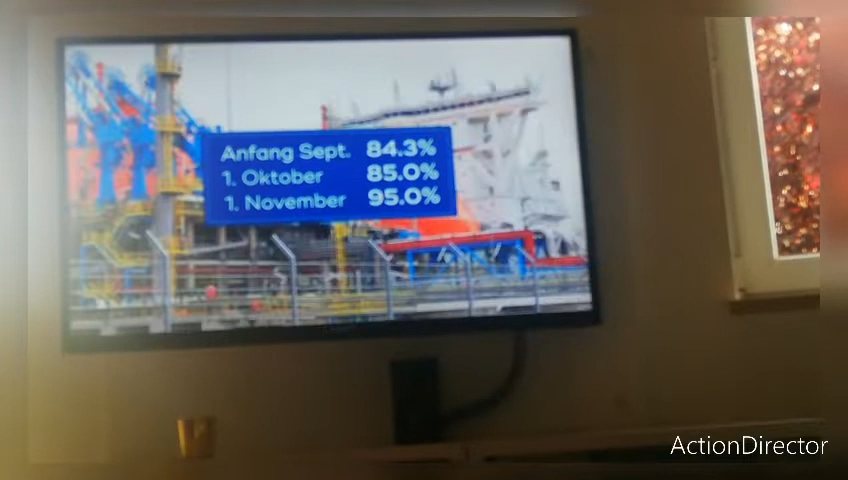 Anfang Sept. 84.3%
1. Oktober 85.0%
1. November 95.0%
ActionDirector